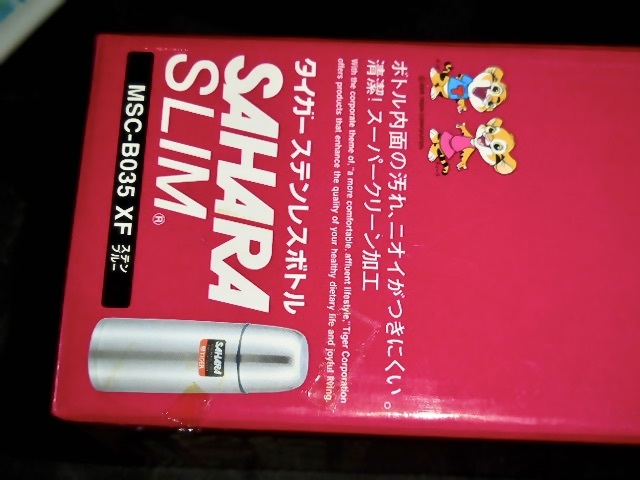 ボトル内面の汚れ、ニオイがつきにくい。
清潔!スーパークリーン加工
With the corporate theme of, "a more comfortable, affluent lifestyle," Tiger Corporation
offers products that enhance the quality of your healthy dietary life and joyful living.
タイガー ステンレスボトル
SAHARA
SLIM®
MSC-B035 XF ステン
ブルー
SAHARA
TIGER